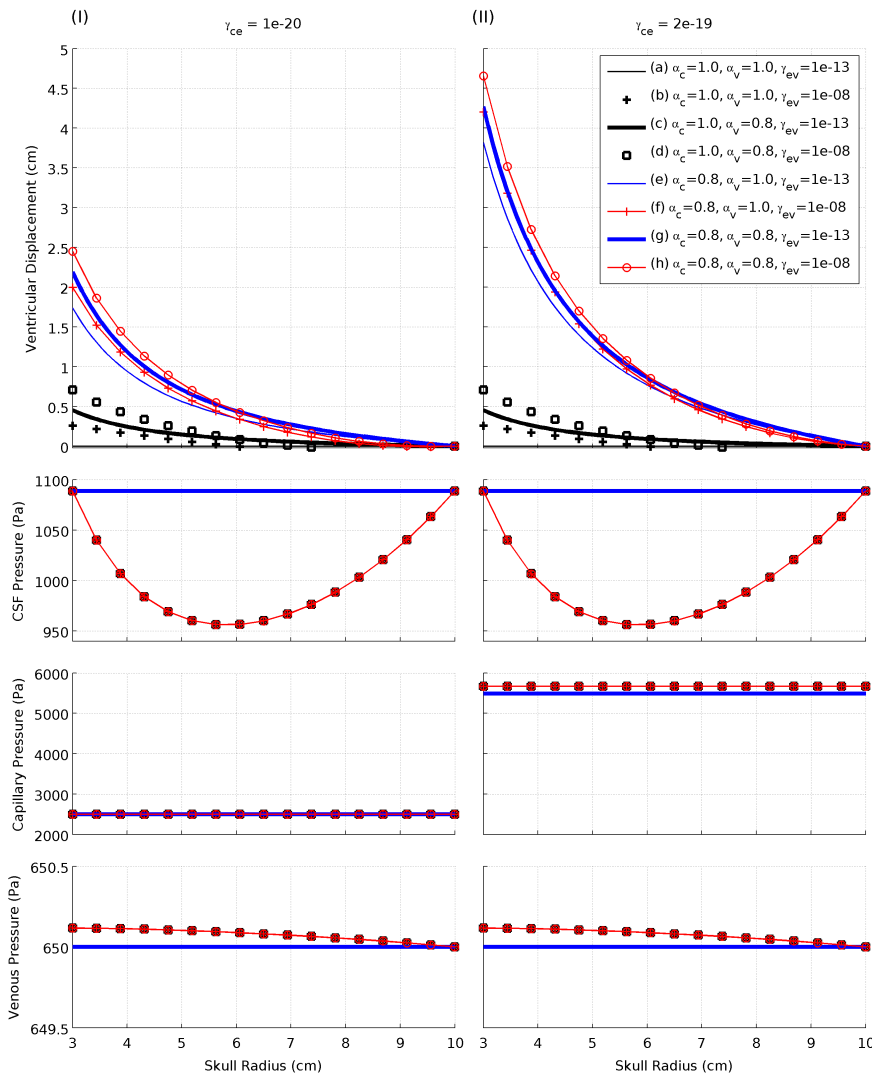 (I)
(II)
γce = 1e-20
γce = 2e-19
Ventricular Displacement (cm)
5
4.5
4
3.5
3
2.5
2
1.5
1
0.5
0
(a) αc=1.0, αv=1.0, γev=1e-13
(b) αc=1.0, αv=1.0, γev=1e-08
(c) αc=1.0, αv=0.8, γev=1e-13
(d) αc=1.0, αv=0.8, γev=1e-08
(e) αc=0.8, αv=1.0, γev=1e-13
(f) αc=0.8, αv=1.0, γev=1e-08
(g) αc=0.8, αv=0.8, γev=1e-13
(h) αc=0.8, αv=0.8, γev=1e-08
CSF Pressure (Pa)
1100
1050
1000
950
Capillary Pressure (Pa)
6000
5000
4000
3000
2000
Venous Pressure (Pa)
650.5
650
649.5
3 4 5 6 7 8 9 10
3 4 5 6 7 8 9 10
Skull Radius (cm)
Skull Radius (cm)